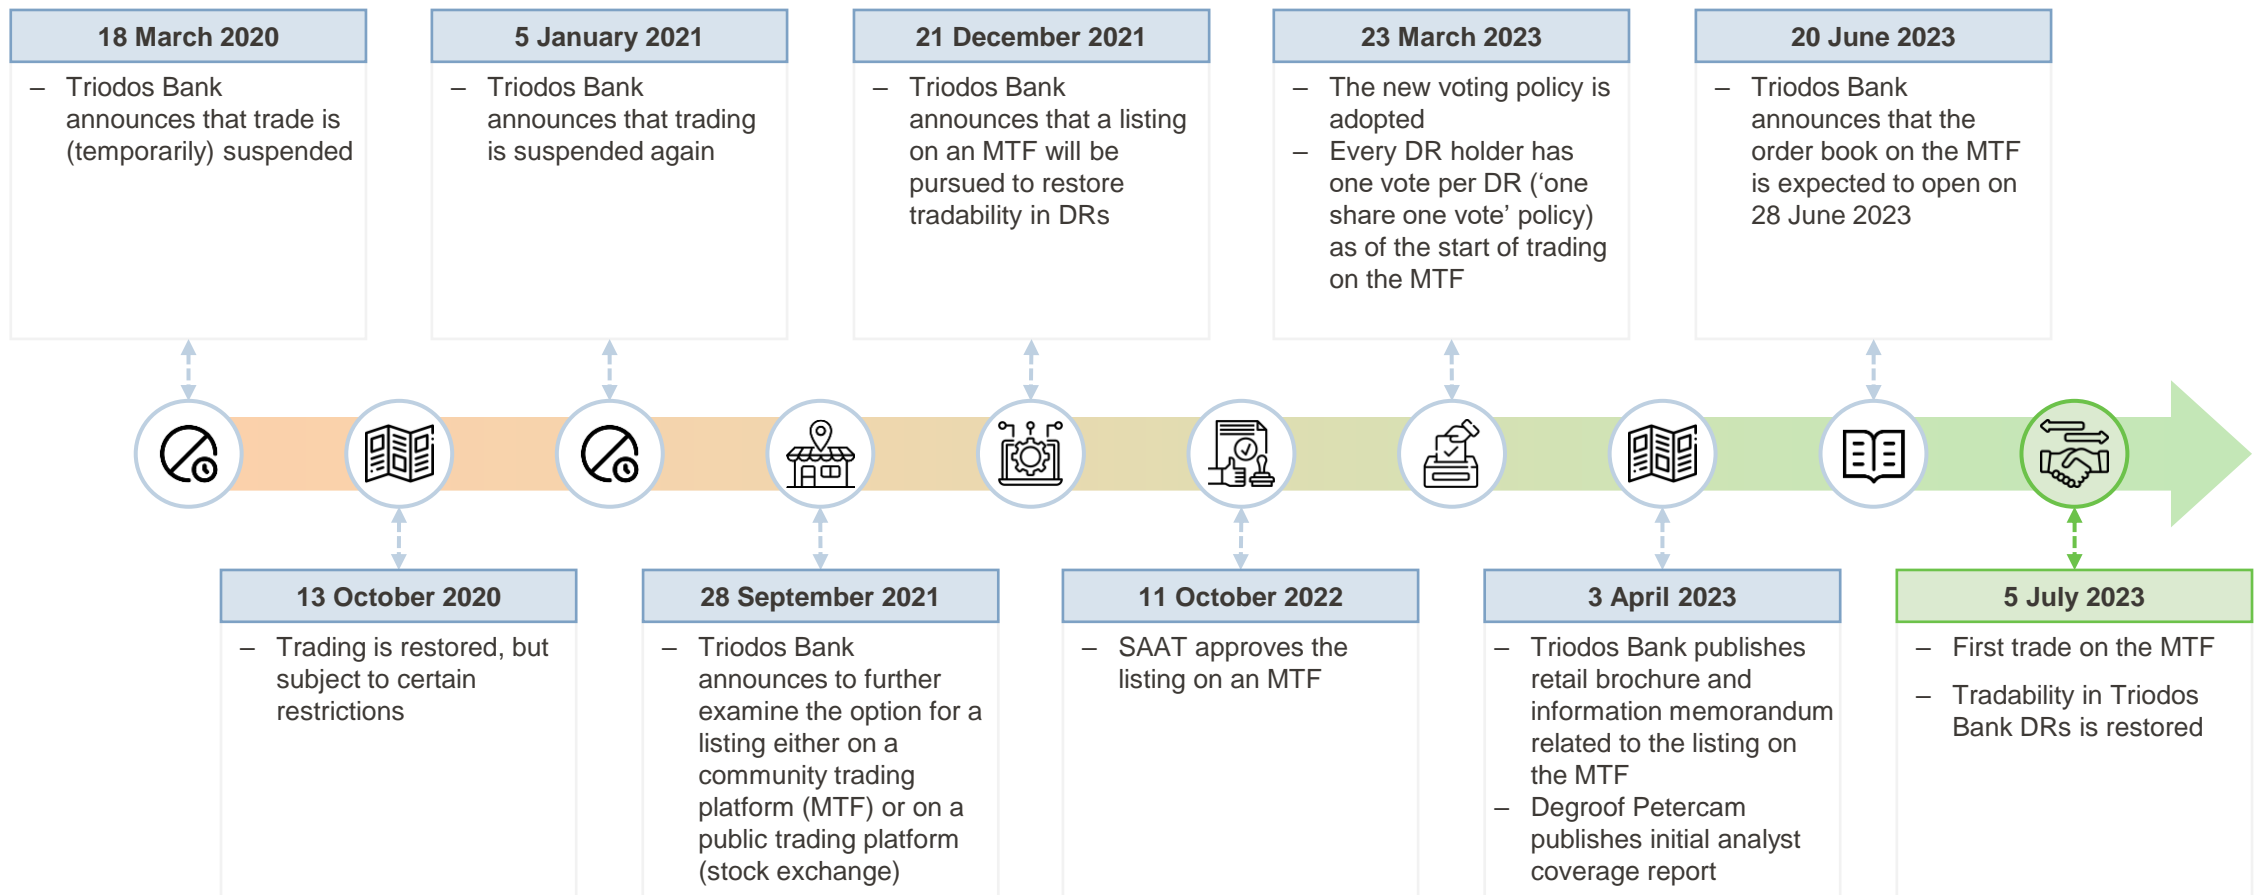 18 March 2020
– Triodos Bank
announces that trade is
(temporarily) suspended
5 January 2021
– Triodos Bank
announces that trading
is suspended again
21 December 2021
– Triodos Bank
announces that a listing
on an MTF will be
pursued to restore
tradability in DRs
23 March 2023
– The new voting policy is
adopted
– Every DR holder has
one vote per DR (‘one
share one vote’ policy)
as of the start of trading
on the MTF
20 June 2023
– Triodos Bank
announces that the
order book on the MTF
is expected to open on
28 June 2023
13 October 2020
– Trading is restored, but
subject to certain
restrictions
28 September 2021
– Triodos Bank
announces to further
examine the option for a
listing either on a
community trading
platform (MTF) or on a
public trading platform
(stock exchange)
11 October 2022
– SAAT approves the
listing on an MTF
3 April 2023
– Triodos Bank publishes
retail brochure and
information memorandum
related to the listing on
the MTF
– Degroof Petercam
publishes initial analyst
coverage report
5 July 2023
– First trade on the MTF
– Tradability in Triodos
Bank DRs is restored